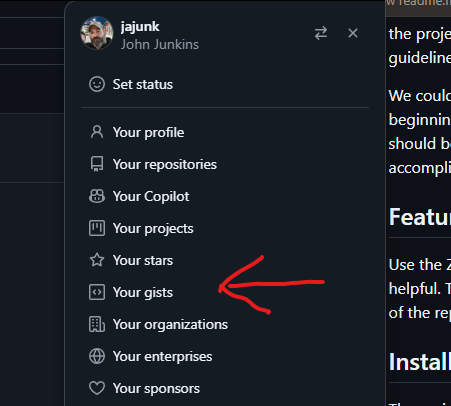 jajunk
John Junkins
Set status
Your profile
Your repositories
Your Copilot
Your projects
Your stars
Your gists
Your organizations
Your enterprises
Your sponsors
readme.
the proje
guideline
We could
beginnin
should b
accompli
Featu
Use the Z
helpful. T
of the rep
Install